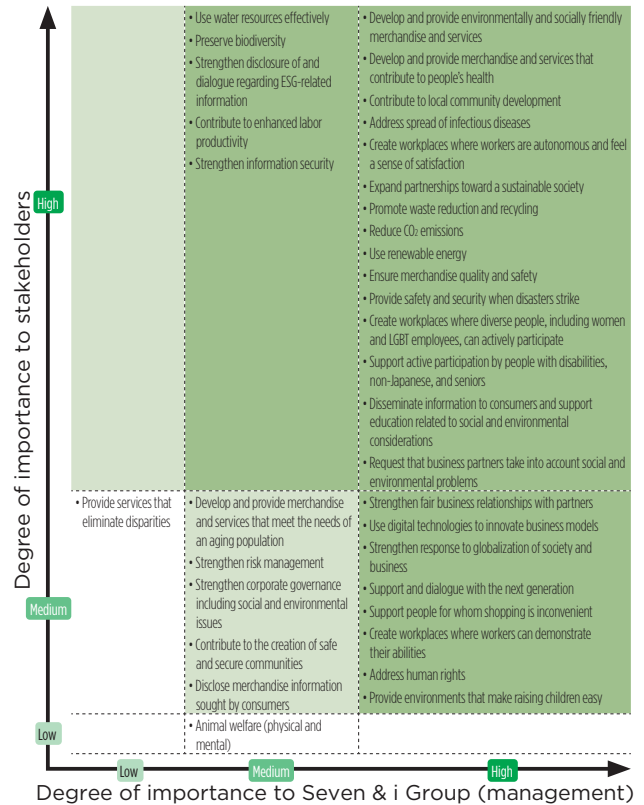 • Use water resources effectively
• Preserve biodiversity
• Strengthen disclosure of and
dialogue regarding ESG-related
information
• Contribute to enhanced labor
productivity
• Strengthen information security
• Develop and provide environmentally and socially friendly
merchandise and services
• Develop and provide merchandise and services that
contribute to people's health
• Contribute to local community development
• Address spread of infectious diseases
• Create workplaces where workers are autonomous and feel
a sense of satisfaction
• Expand partnerships toward a sustainable society
• Promote waste reduction and recycling
• Reduce CO₂ emissions
• Use renewable energy
• Ensure merchandise quality and safety
• Provide safety and security when disasters strike
• Create workplaces where diverse people, including women
and LGBT employees, can actively participate
• Support active participation by people with disabilities,
non-Japanese, and seniors
• Disseminate information to consumers and support
education related to social and environmental
considerations
• Request that business partners take into account social and
environmental problems
• Provide services that
eliminate disparities
• Develop and provide merchandise
and services that meet the needs of
an aging population
• Strengthen risk management
• Strengthen corporate governance
including social and environmental
issues
• Contribute to the creation of safe
and secure communities
• Disclose merchandise information
sought by consumers
• Strengthen fair business relationships with partners
• Use digital technologies to innovate business models
• Strengthen response to globalization of society and
business
• Support and dialogue with the next generation
• Support people for whom shopping is inconvenient
• Create workplaces where workers can demonstrate
their abilities
• Address human rights
• Provide environments that make raising children easy
• Animal welfare (physical and
mental)
Degree of importance to stakeholders
High
Medium
Low
Low
Medium
High
Degree of importance to Seven & i Group (management)